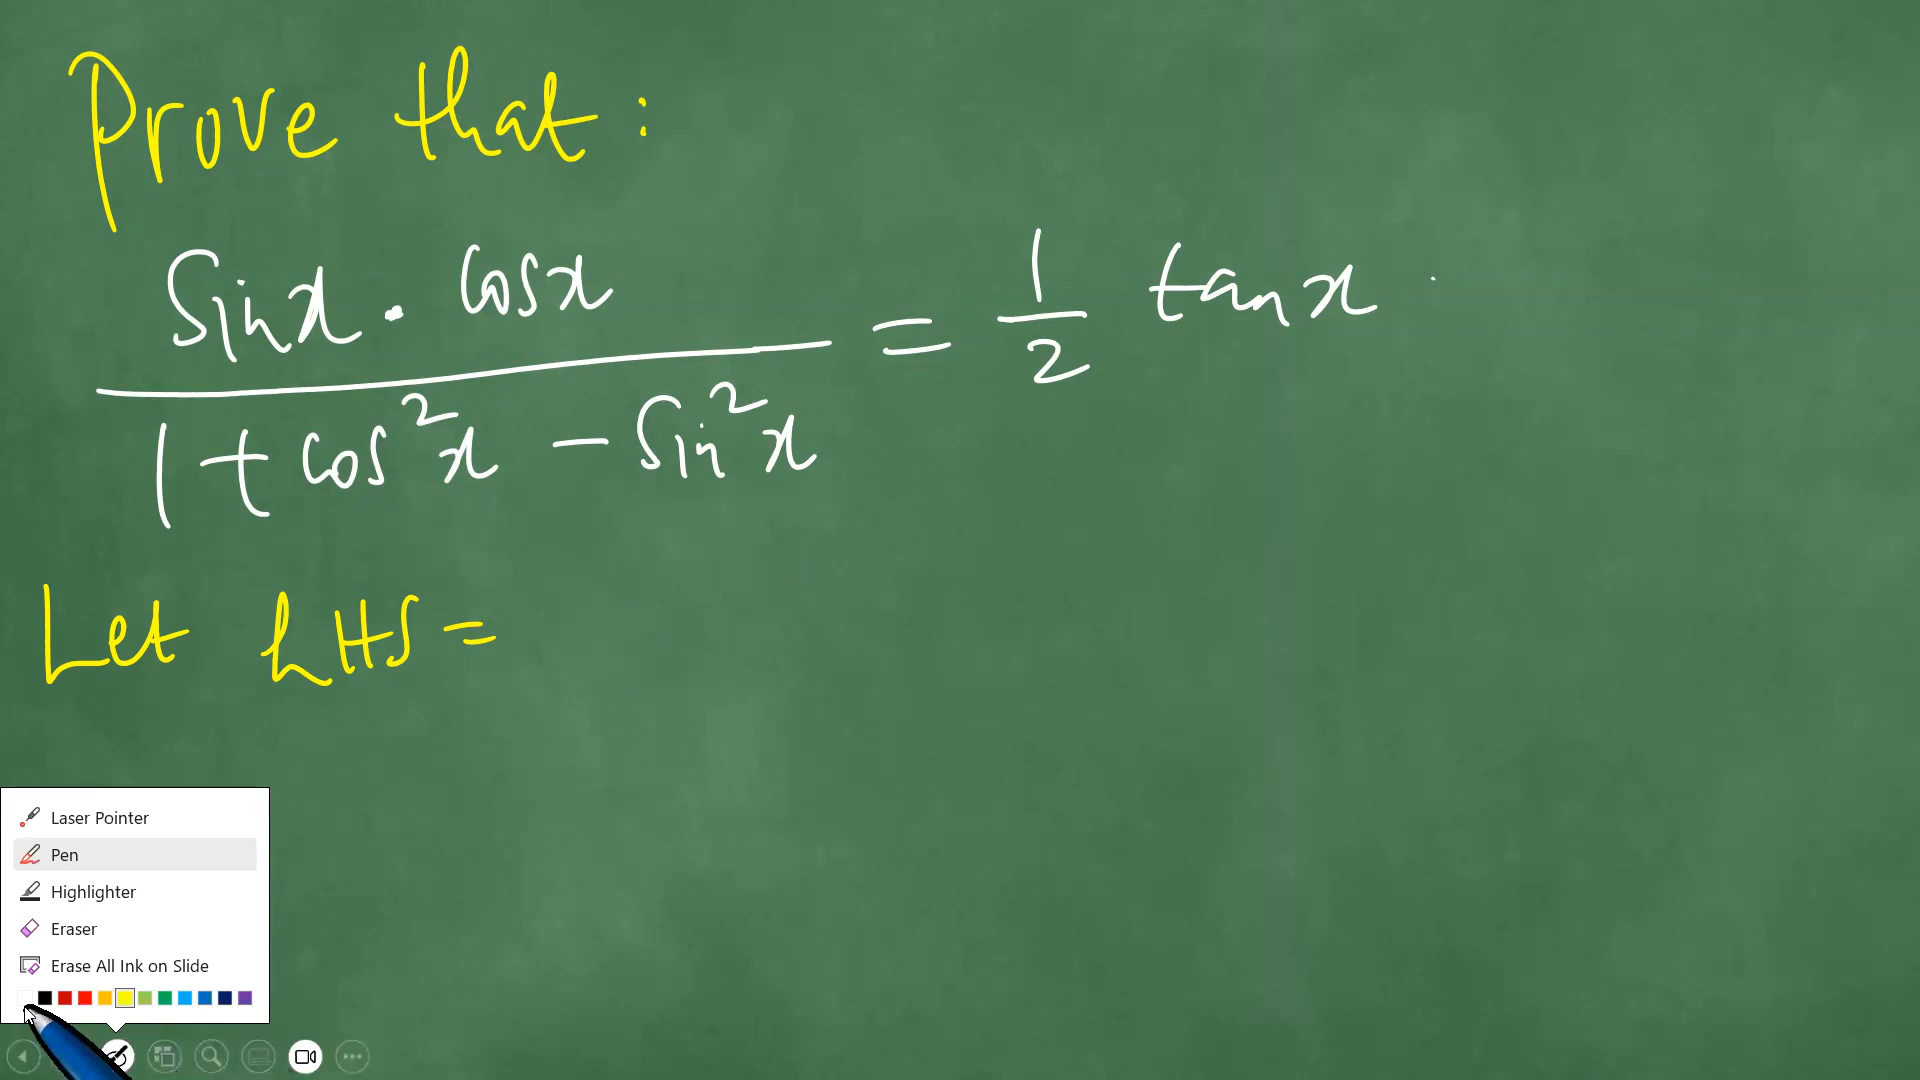 Prove that :
Sinx . cosx
1 + cos²x - Sin²x
= 1/2 tanx
Let LHS =
Laser Pointer
Pen
Highlighter
Eraser
Erase All Ink on Slide